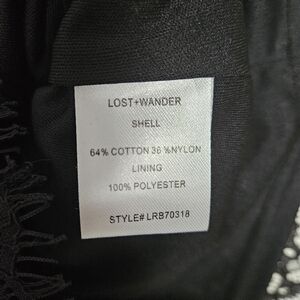 LOST+WANDER
SHELL
64% COTTON 36 %NYLON
LINING
100% POLYESTER
STYLE# LRB70318